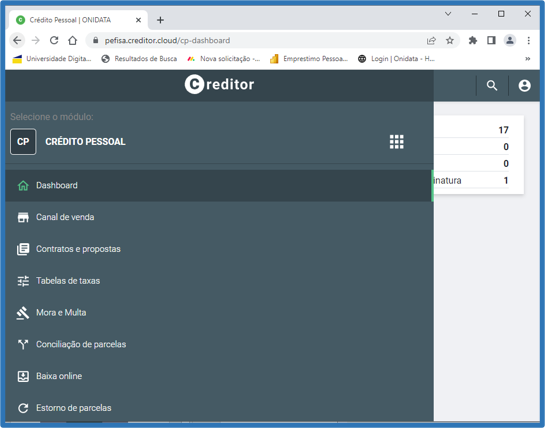 Crédito Pessoal | ONIDATA
pefisa.creditor.cloud/cp-dashboard
Universidade Digita...
Resultados de Busca
Nova solicitação -...
Emprestimo Pessoa...
Login | Onidata - H...
»
Creditor
Selecione o módulo:
CP CRÉDITO PESSOAL
17
0
0
inatura 1
Dashboard
Canal de venda
Contratos e propostas
Tabelas de taxas
Mora e Multa
Conciliação de parcelas
Baixa online
Estorno de parcelas